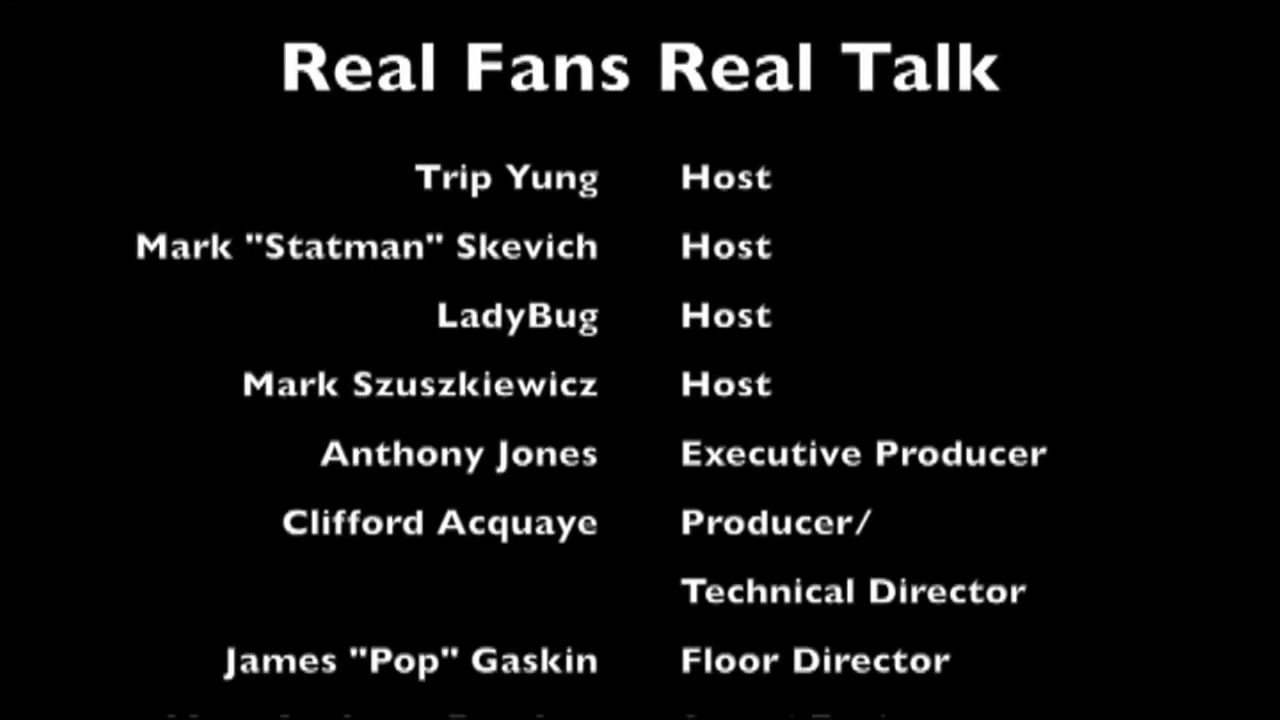 Real Fans Real Talk
Trip Yung Host
Mark "Statman" Skevich Host
LadyBug Host
Mark Szuszkiewicz Host
Anthony Jones Executive Producer
Clifford Acquaye Producer/
Technical Director
James "Pop" Gaskin Floor Director